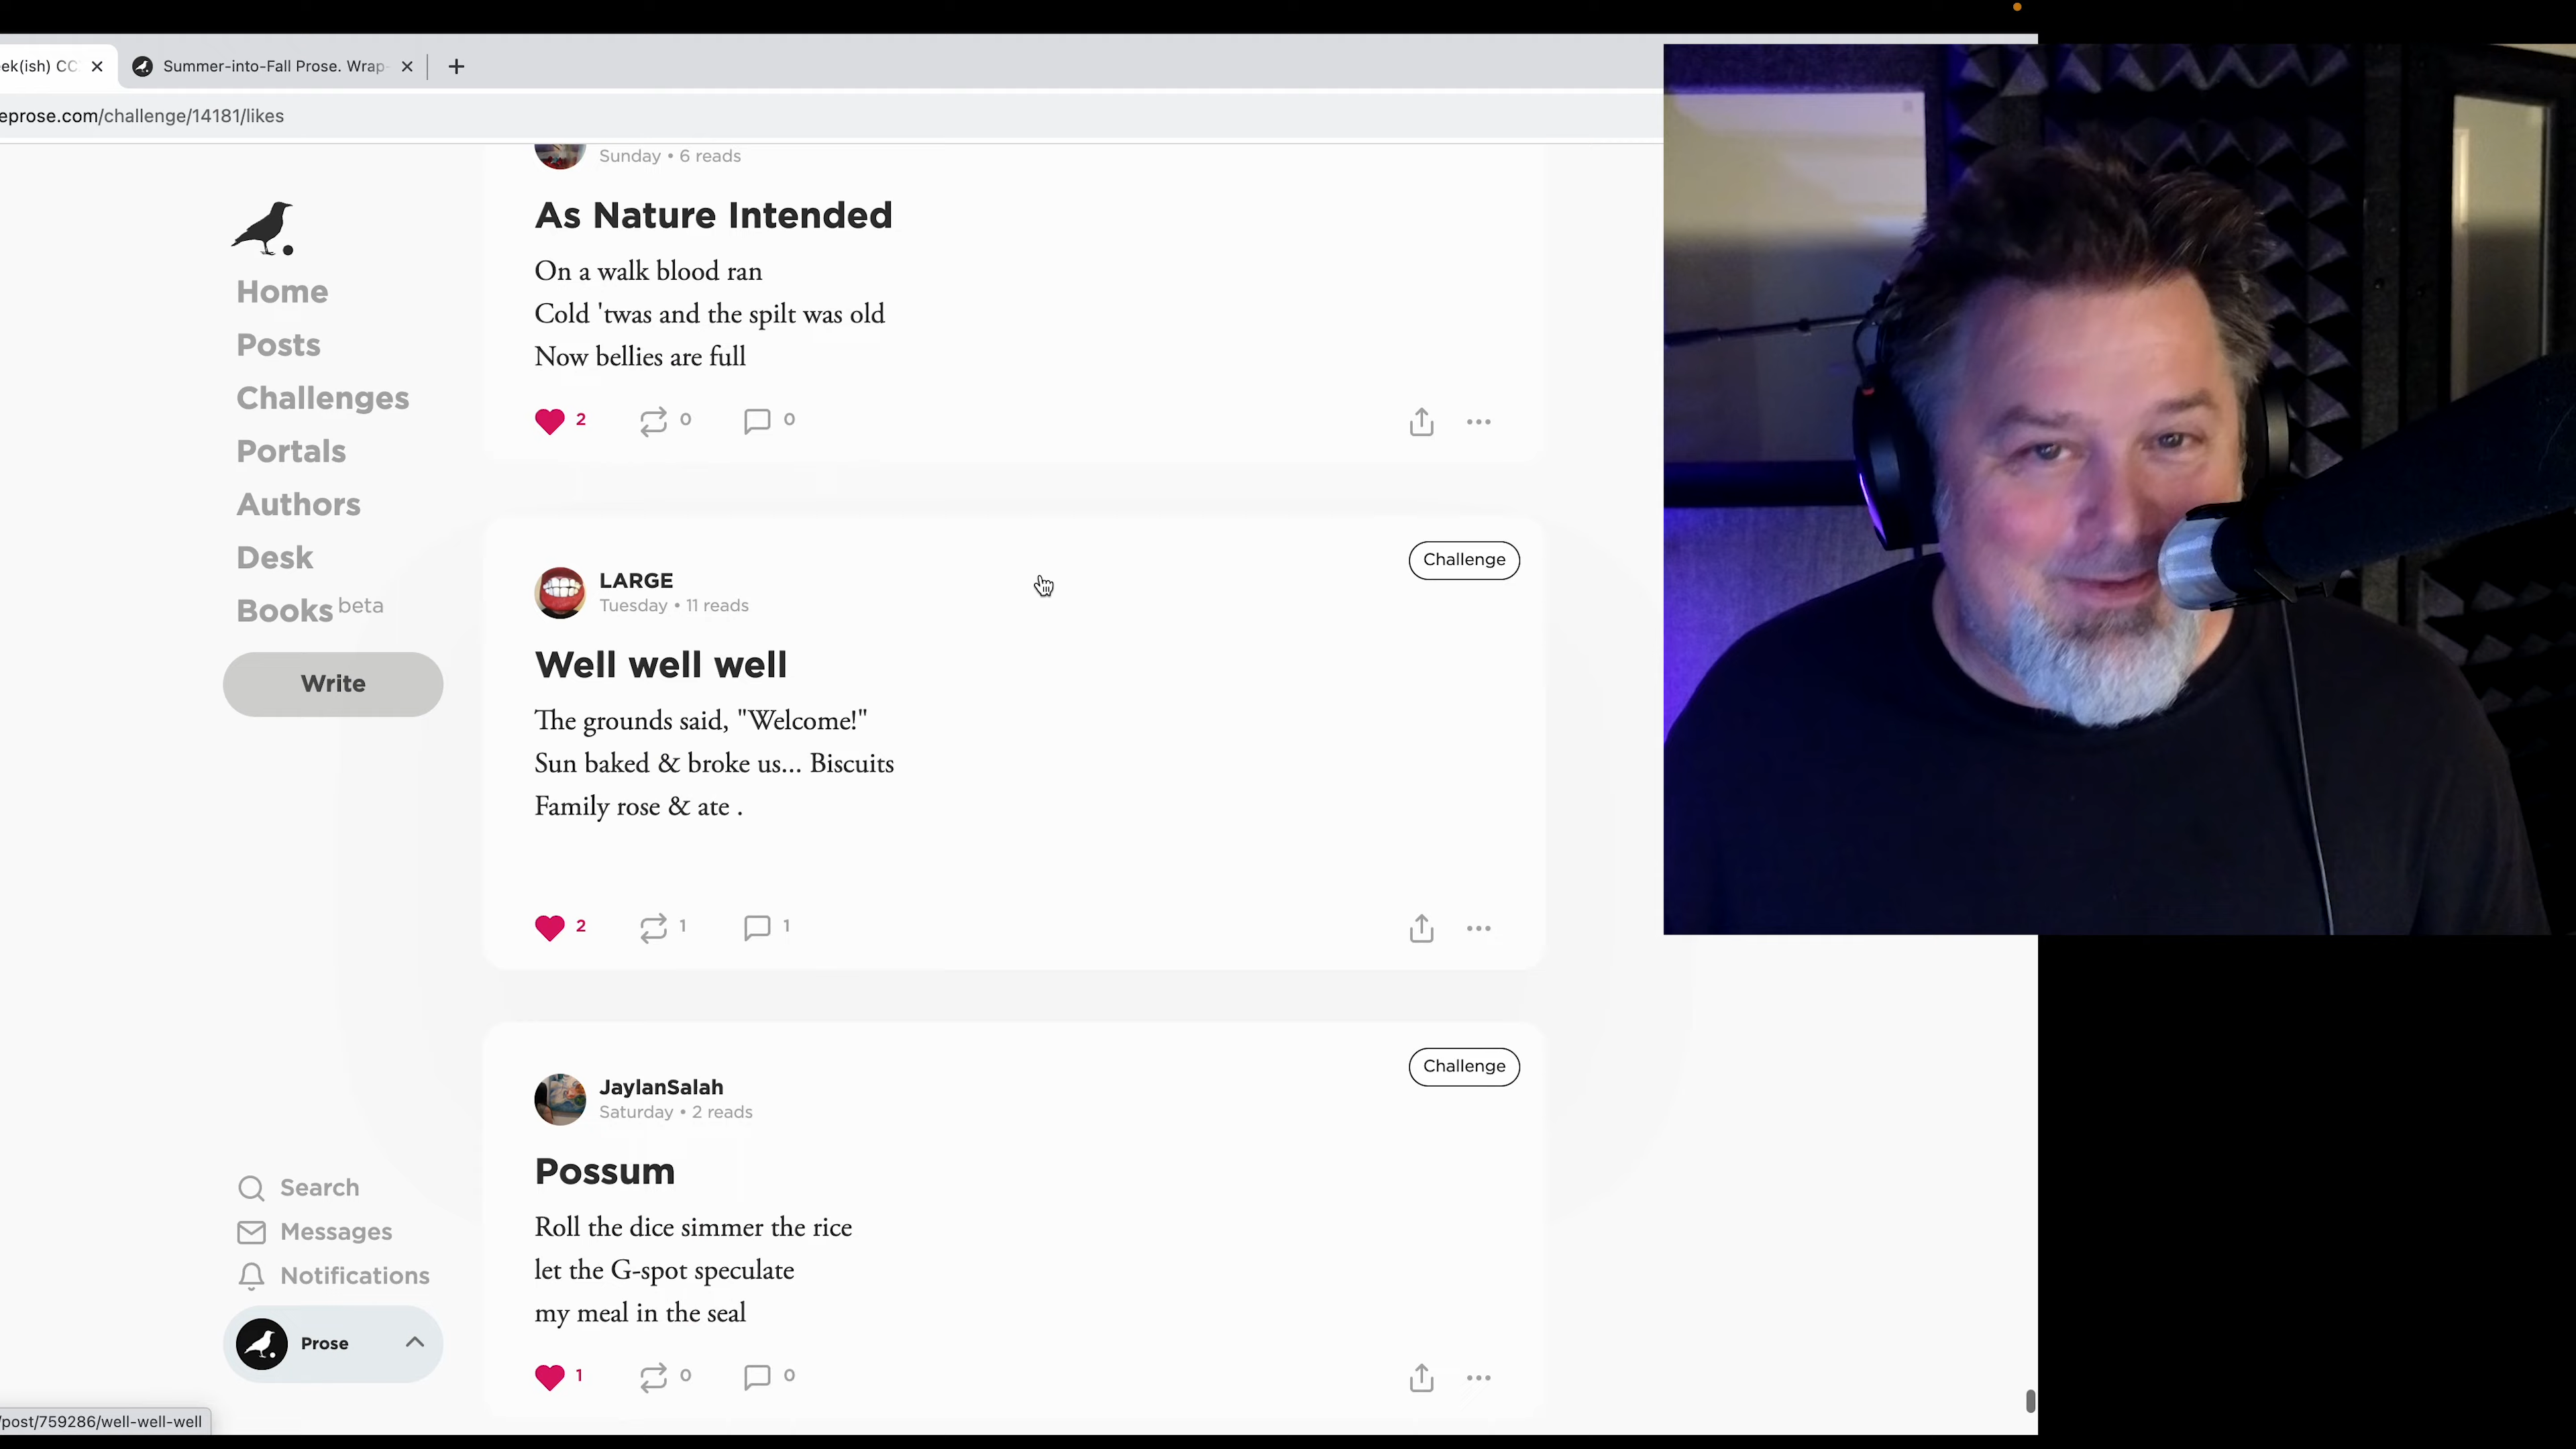 ek(ish) CC
Summer-into-Fall Prose. Wrap-
eprose.com/challenge/14181/likes
Home
Posts
Challenges
Portals
Authors
Desk
Books beta
Write
Search
Messages
Notifications
Prose
/post/759286/well-well-well
Sunday • 6 reads
As Nature Intended
On a walk blood ran
Cold 'twas and the spilt was old
Now bellies are full
2 0 0
Challenge
LARGE
Tuesday • 11 reads
Well well well
The grounds said, "Welcome!"
Sun baked & broke us... Biscuits
Family rose & ate .
2 1 1
Challenge
JaylanSalah
Saturday • 2 reads
Possum
Roll the dice simmer the rice
let the G-spot speculate
my meal in the seal
1 0 0